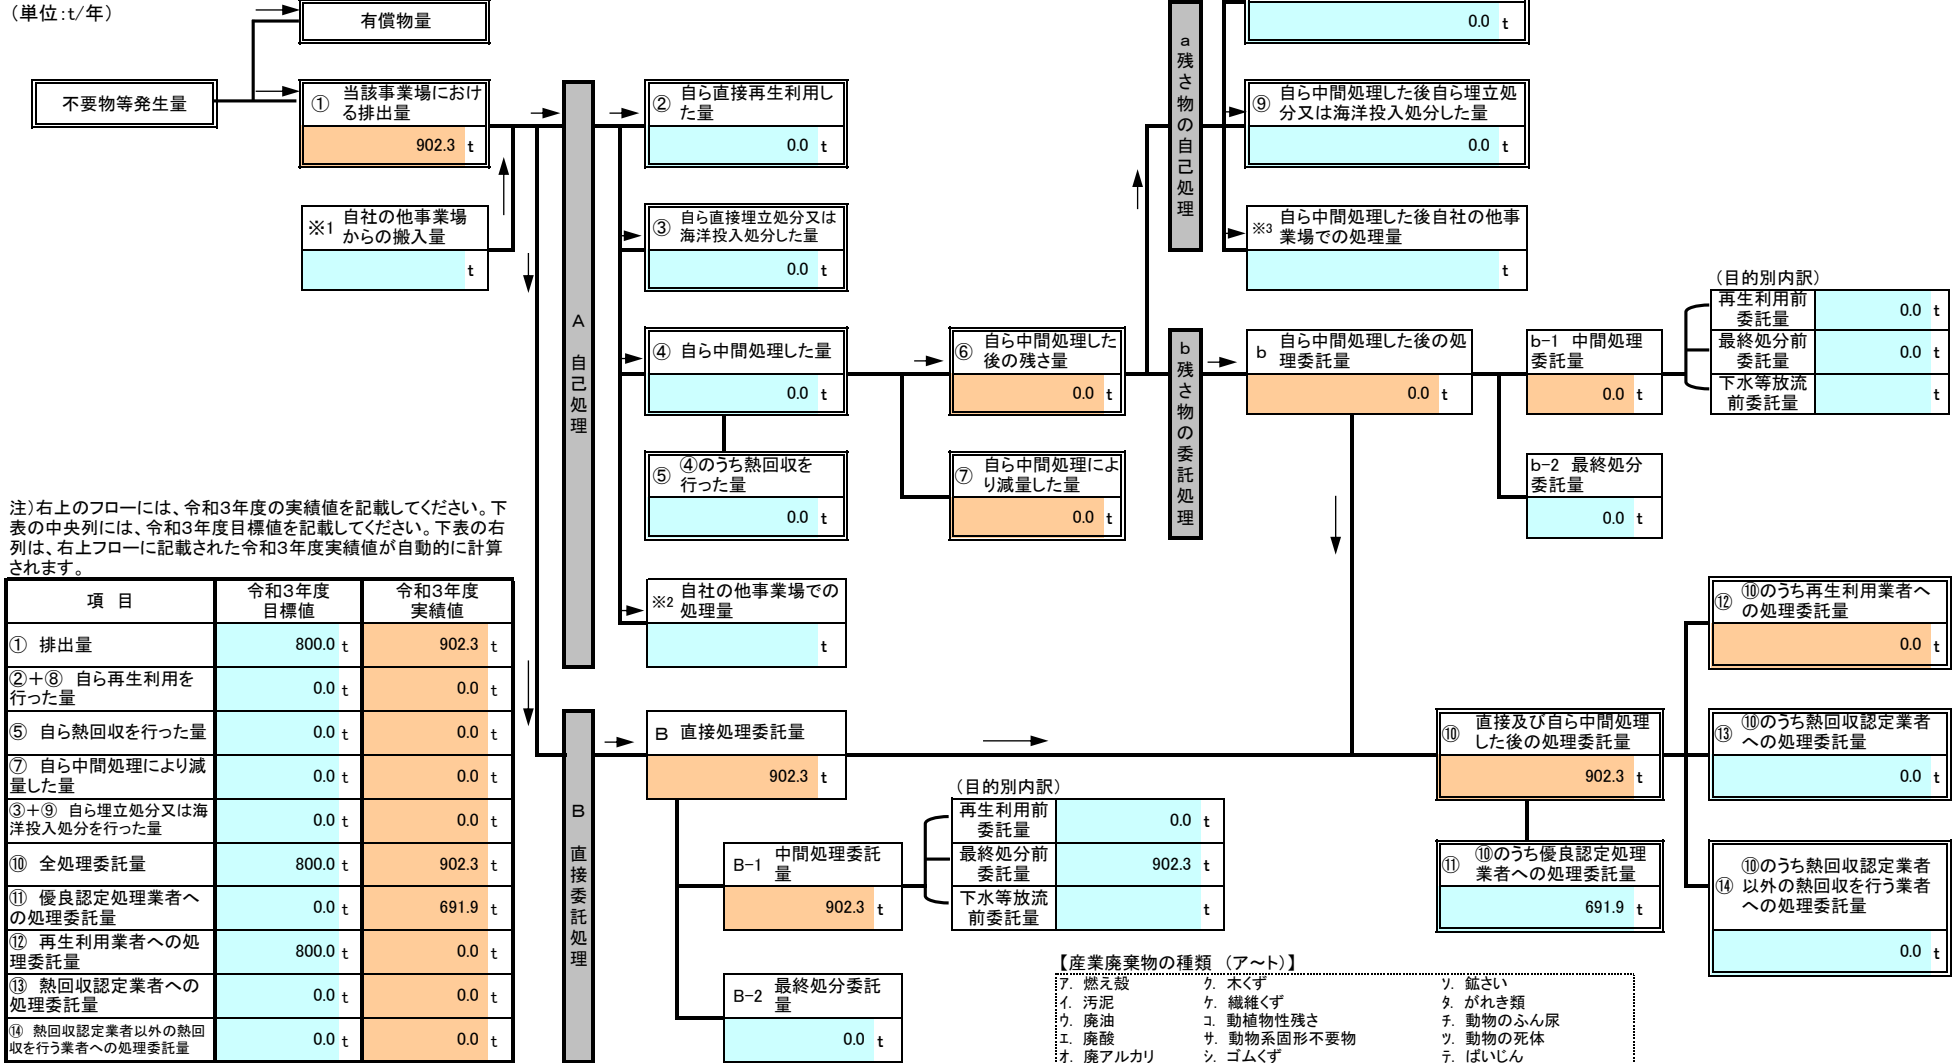 （単位：t/年）
有償物量
不要物等発生量
① 当該事業場におけ
る排出量
902.3 t
※1 自社の他事業場
からの搬入量
t
A 自己処理
② 自ら直接再生利用し
た量
0.0 t
③ 自ら直接埋立処分又は
海洋投入処分した量
0.0 t
④ 自ら中間処理した量
0.0 t
⑤ ④のうち熱回収を
行った量
0.0 t
※2 自社の他事業場での
処理量
t
⑥ 自ら中間処理した
後の残さ量
0.0 t
⑦ 自ら中間処理によ
り減量した量
0.0 t
a残さ物の自己処理
0.0 t
⑨ 自ら中間処理した後自ら埋立処
分又は海洋投入処分した量
0.0 t
※3 自ら中間処理した後自社の他事
業場での処理量
t
b残さ物の委託処理
b 自ら中間処理した後の処
理委託量
0.0 t
b-1 中間処理
委託量
0.0 t
b-2 最終処分
委託量
0.0 t
（目的別内訳）
再生利用前
委託量 0.0 t
最終処分前
委託量 0.0 t
下水等放流
前委託量 t
注）右上のフローには、令和3年度の実績値を記載してください。下
表の中央列には、令和3年度目標値を記載してください。下表の右
列は、右上フローに記載された令和3年度実績値が自動的に計算
されます。
項 目 令和3年度
目標値 令和3年度
実績値
① 排出量 800.0 t 902.3 t
②＋⑧ 自ら再生利用を
行った量 0.0 t 0.0 t
⑤ 自ら熱回収を行った量 0.0 t 0.0 t
⑦ 自ら中間処理により減
量した量 0.0 t 0.0 t
③＋⑨ 自ら埋立処分又は海
洋投入処分を行った量 0.0 t 0.0 t
⑩ 全処理委託量 800.0 t 902.3 t
⑪ 優良認定処理業者へ
の処理委託量 0.0 t 691.9 t
⑫ 再生利用業者への処
理委託量 800.0 t 0.0 t
⑬ 熱回収認定業者への
処理委託量 0.0 t 0.0 t
⑭ 熱回収認定業者以外の熱回
収を行う業者への処理委託量 0.0 t 0.0 t
B 直接委託処理
B 直接処理委託量
902.3 t
B-1 中間処理委託
量
902.3 t
B-2 最終処分委託
量
0.0 t
（目的別内訳）
再生利用前
委託量 0.0 t
最終処分前
委託量 902.3 t
下水等放流
前委託量 t
⑩ 直接及び自ら中間処理
した後の処理委託量
902.3 t
⑪ ⑩のうち優良認定処理
業者への処理委託量
691.9 t
⑫ ⑩のうち再生利用業者へ
の処理委託量
0.0 t
⑬ ⑩のうち熱回収認定業者
への処理委託量
0.0 t
⑭ ⑩のうち熱回収認定業者
以外の熱回収を行う業者
への処理委託量
0.0 t
【産業廃棄物の種類 （ア～ト）】
ア. 燃え殻 ク. 木くず ソ. 鉱さい
イ. 汚泥 ケ. 繊維くず タ. がれき類
ウ. 廃油 コ. 動植物性残さ チ. 動物のふん尿
エ. 廃酸 サ. 動物系固形不要物 ツ. 動物の死体
オ. 廃アルカリ シ. ゴムくず テ. ばいじん